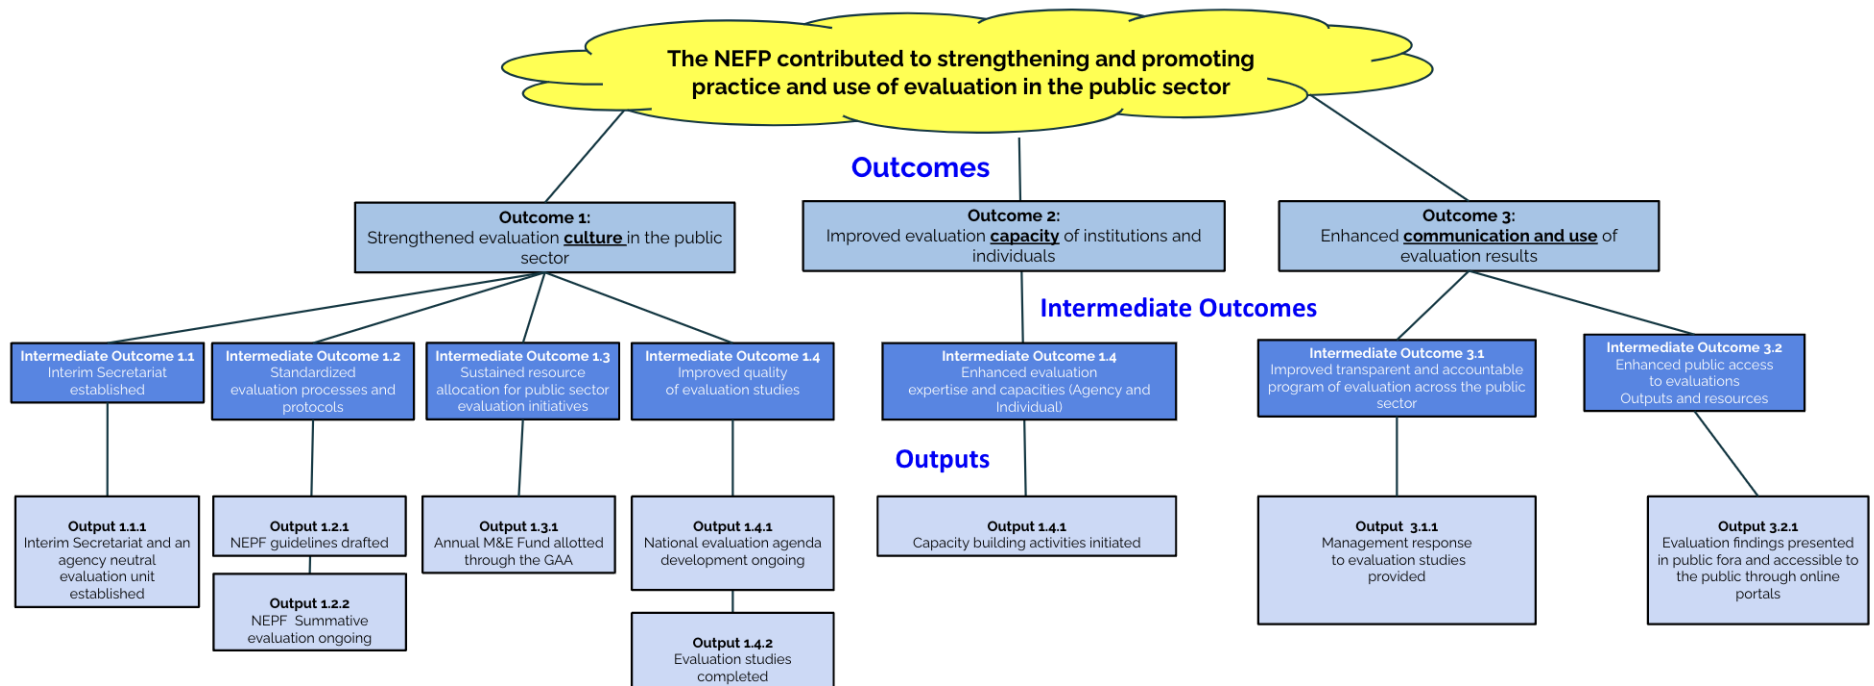 The NEFP contributed to strengthening and promoting
practice and use of evaluation in the public sector
Outcomes
Outcome 1:
Strengthened evaluation culture in the public
sector
Outcome 2:
Improved evaluation capacity of institutions and
individuals
Outcome 3:
Enhanced communication and use of
evaluation results
Intermediate Outcomes
Intermediate Outcome 1.1
Interim Secretariat
established
Intermediate Outcome 1.2
Standardized
evaluation processes and
protocols
Intermediate Outcome 1.3
Sustained resource
allocation for public sector
evaluation initiatives
Intermediate Outcome 1.4
Improved quality
of evaluation studies
Intermediate Outcome 1.4
Enhanced evaluation
expertise and capacities (Agency and
Individual)
Intermediate Outcome 3.1
Improved transparent and accountable
program of evaluation across the public
sector
Intermediate Outcome 3.2
Enhanced public access
to evaluations
Outputs and resources
Outputs
Output 1.1.1
Interim Secretariat and an
agency neutral
evaluation unit
established
Output 1.2.1
NEPF guidelines drafted
Output 1.2.2
NEPF Summative
evaluation ongoing
Output 1.3.1
Annual M&E Fund allotted
through the GAA
Output 1.4.1
National evaluation agenda
development ongoing
Output 1.4.2
Evaluation studies
completed
Output 1.4.1
Capacity building activities initiated
Output 3.1.1
Management response
to evaluation studies
provided
Output 3.2.1
Evaluation findings presented
in public fora and accessible to
the public through online
portals